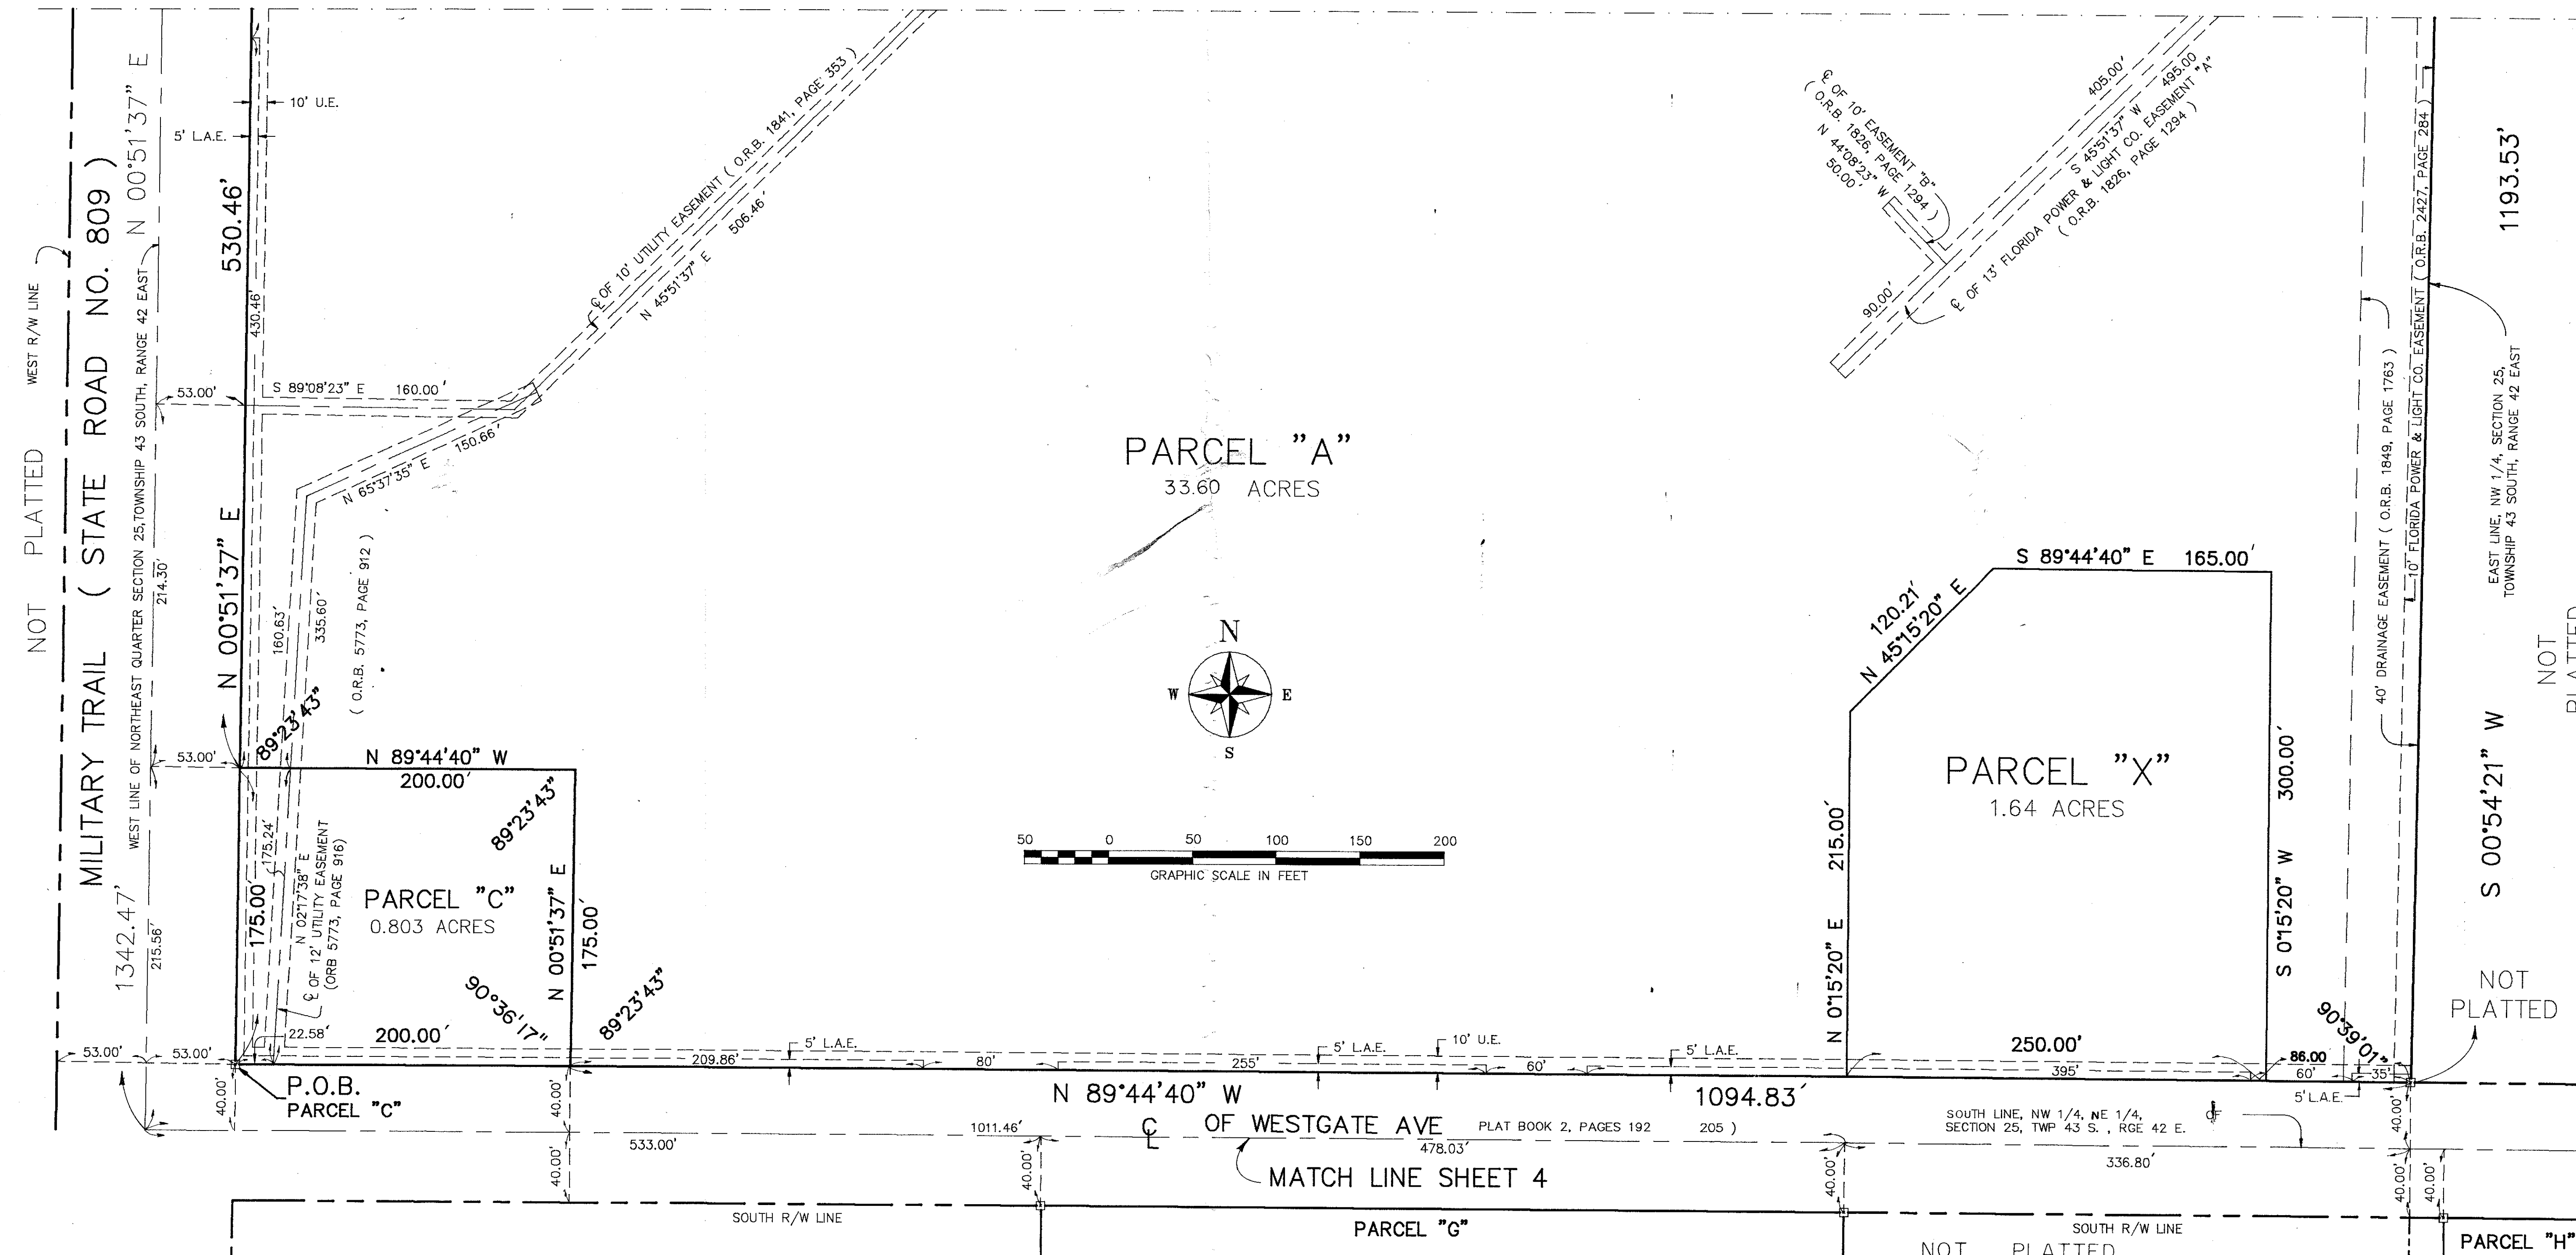 WEST R/W LINE
NOT PLATTED
MILITARY TRAIL ( STATE ROAD NO. 809 )
WEST LINE OF NORTHEAST QUARTER SECTION 25,TOWNSHIP 43 SOUTH, RANGE 42 EAST
N 00°51'37" E
1342.47'
214.30'
215.56'
53.00'
53.00'
53.00'
53.00'
10' U.E.
5' L.A.E.
530.46'
430.46'
N 00°51'37" E
S 89°08'23" E 160.00'
N 65°37'35" E
150.66'
160.63'
335.60'
( O.R.B. 5773, PAGE 912 )
℄ OF 10' UTILITY EASEMENT ( O.R.B. 1841, PAGE 353 )
N 45°51'37" E 506.46'
89°23'43"
N 89°44'40" W
200.00'
89°23'43"
175.00'
175.24'
N 02°17'38" E
℄ OF 12' UTILITY EASEMENT
(ORB 5773, PAGE 916)
PARCEL "C"
0.803 ACRES
N 00°51'37" E
175.00'
90°36'17"
89°23'43"
22.58'
200.00'
P.O.B.
PARCEL "C"
40.00'
40.00'
40.00'
PARCEL "A"
33.60 ACRES
N
W E
S
50 0 50 100 150 200
GRAPHIC SCALE IN FEET
℄ OF 10' EASEMENT "B"
( O.R.B. 1826, PAGE 1294 )
N 44°08'23" W
50.00'
405.00'
495.00
S 45°51'37" W
℄ OF 13' FLORIDA POWER & LIGHT CO. EASEMENT "A"
( O.R.B. 1826, PAGE 1294 )
90.00'
S 89°44'40" E 165.00'
120.21'
N 45°15'20" E
PARCEL "X"
1.64 ACRES
N 0°15'20" E 215.00'
S 0°15'20" W 300.00'
250.00'
86.00
90°39'01"
40' DRAINAGE EASEMENT ( O.R.B. 1849, PAGE 1763 )
10' FLORIDA POWER & LIGHT CO. EASEMENT ( O.R.B. 2427, PAGE 284 )
EAST LINE, NW 1/4, SECTION 25,
TOWNSHIP 43 SOUTH, RANGE 42 EAST
1193.53'
S 00°54'21" W
NOT
PLATTED
NOT
PLATTED
209.86'
5' L.A.E.
80'
255'
5' L.A.E.
10' U.E.
60'
5' L.A.E.
395'
60'
35'
5' L.A.E.
N 89°44'40" W 1094.83'
℄ OF WESTGATE AVE PLAT BOOK 2, PAGES 192 205 )
SOUTH LINE, NW 1/4, NE 1/4, OF
SECTION 25, TWP 43 S. , RGE 42 E.
533.00'
1011.46'
478.03'
336.80'
MATCH LINE SHEET 4
40.00'
40.00'
40.00'
40.00'
40.00'
40.00'
SOUTH R/W LINE
PARCEL "G"
SOUTH R/W LINE
NOT PLATTED
PARCEL "H"